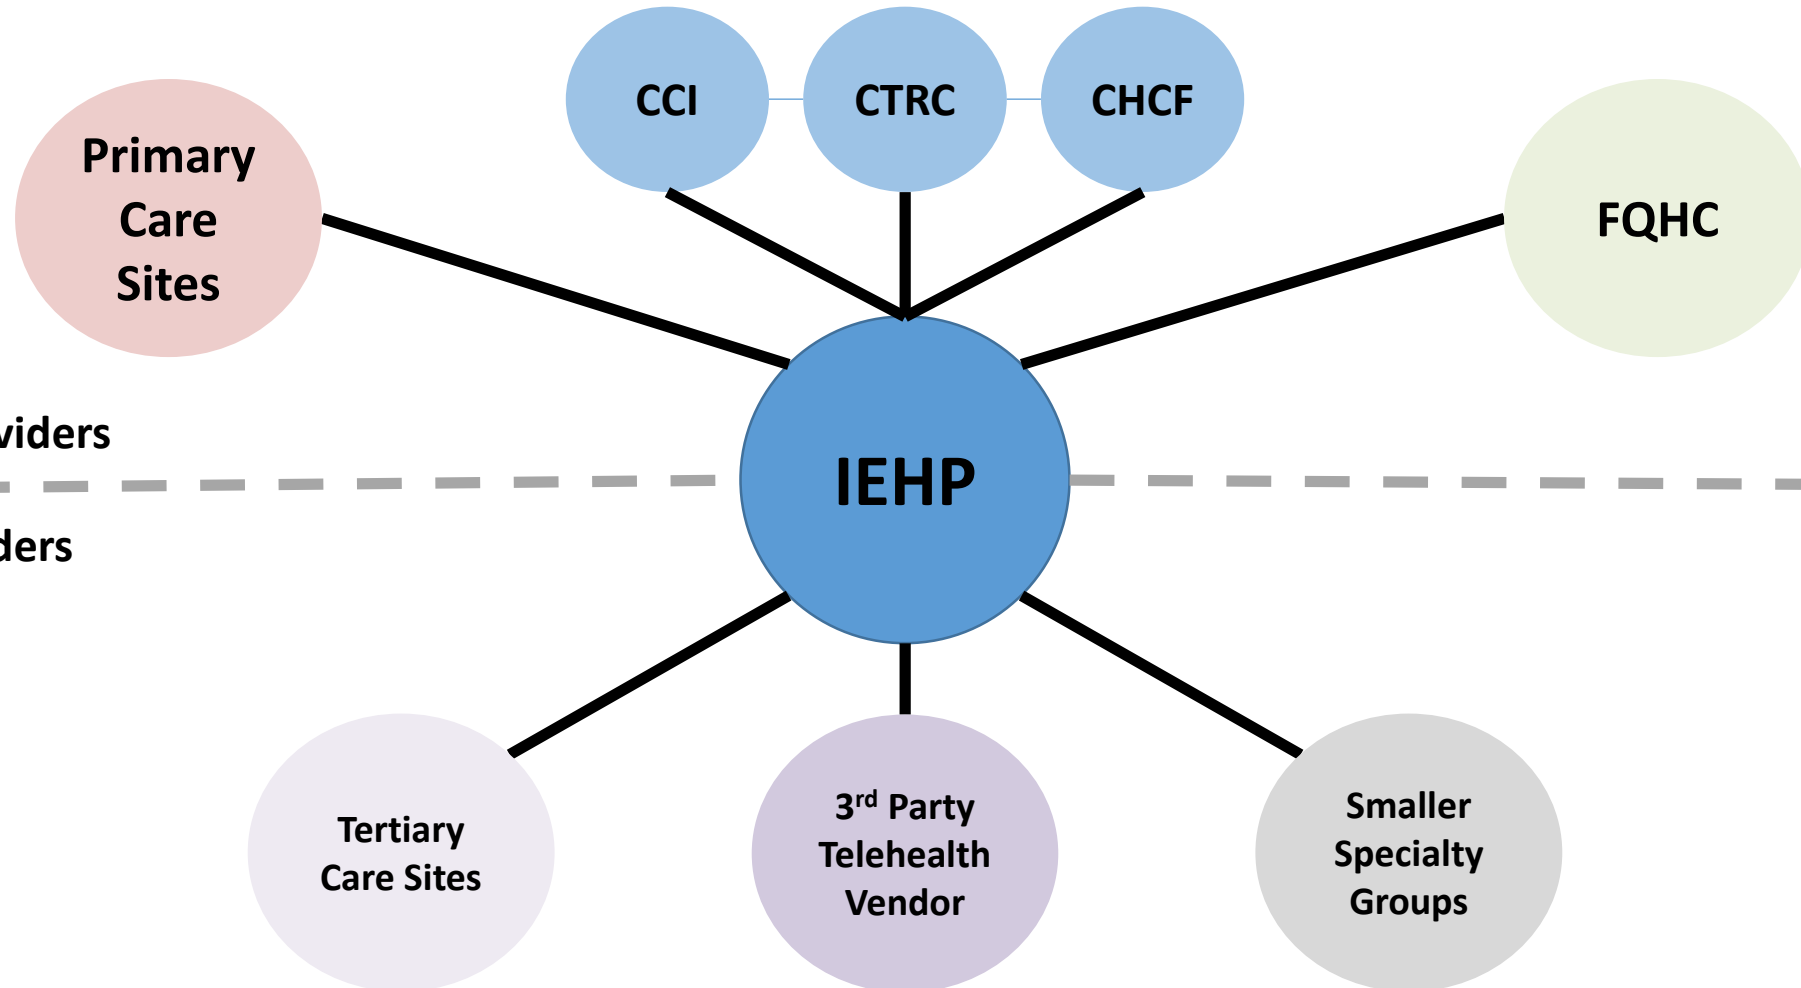 CCI
CTRC
CHCF
Primary
Care
Sites
FQHC
viders
IEHP
ders
Tertiary
Care Sites
3rd Party
Telehealth
Vendor
Smaller
Specialty
Groups